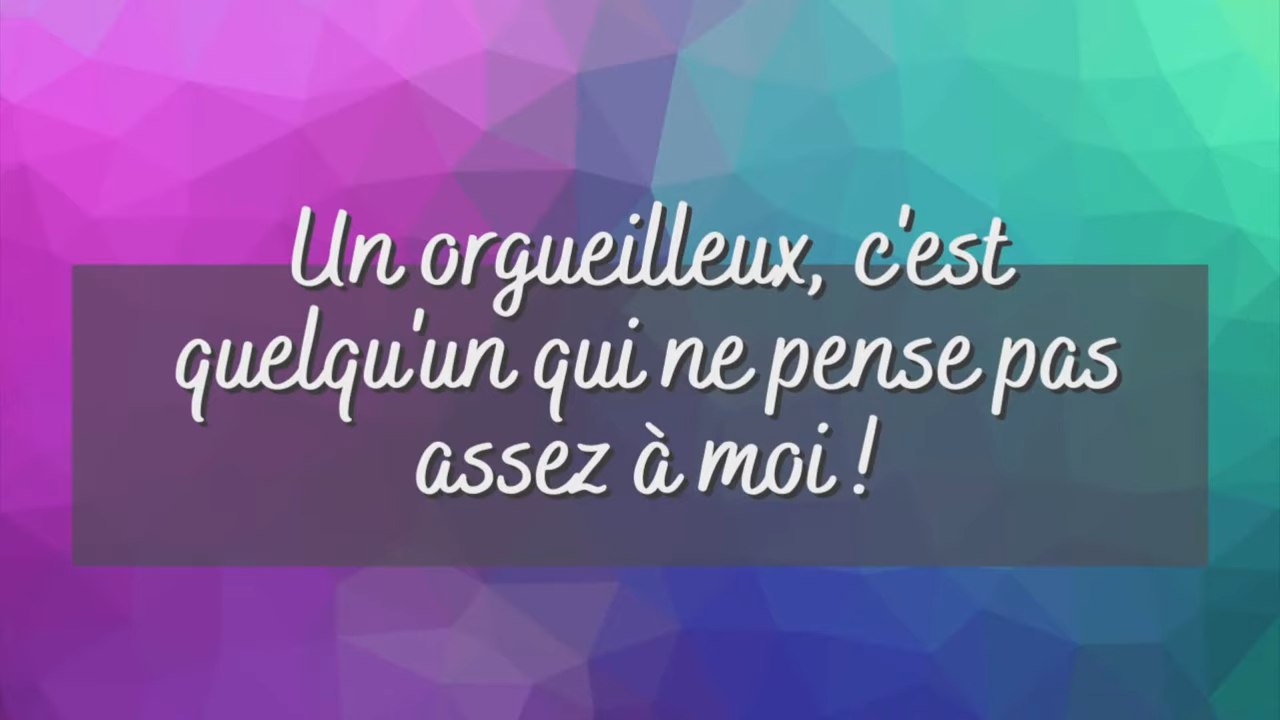 Un orgueilleux, c'est
quelqu'un qui ne pense pas
assez à moi !